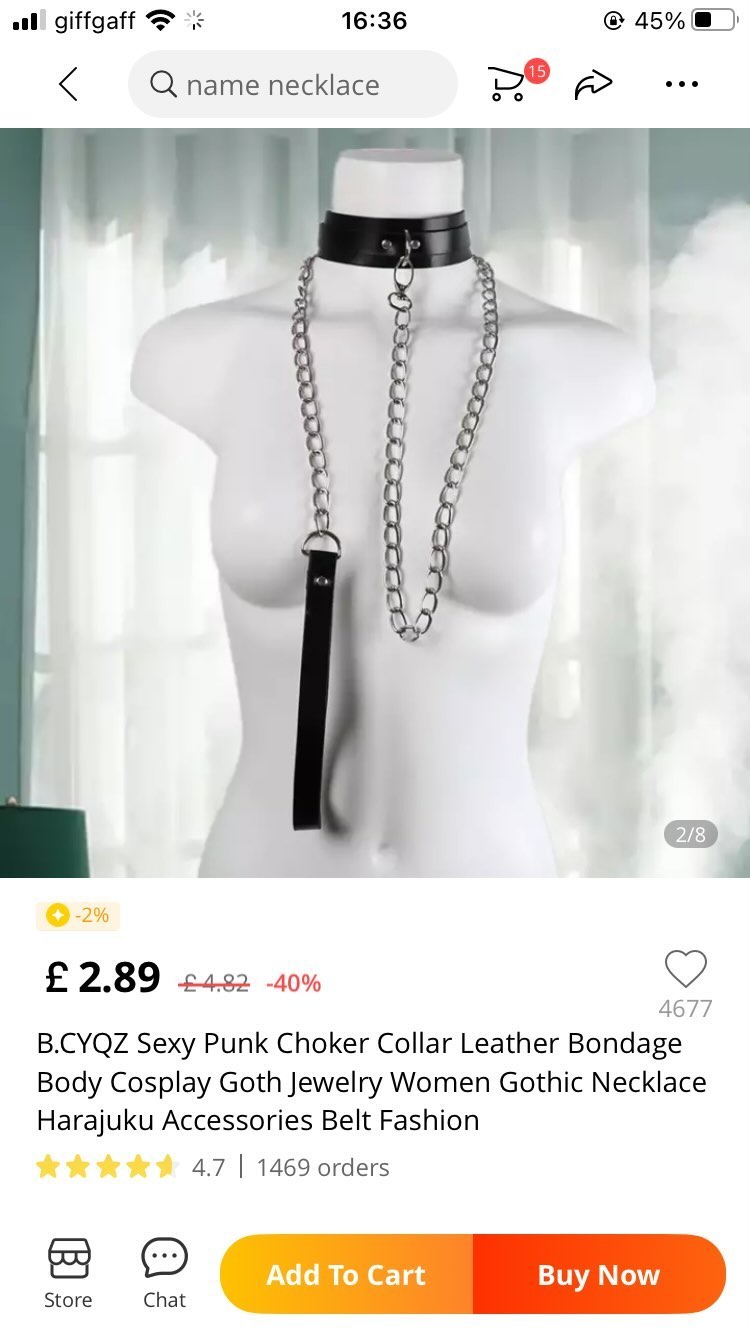 giffgaff 16:36 45%
name necklace 15
2/8
-2%
£ 2.89 £ 4.82 -40%
4677
B.CYQZ Sexy Punk Choker Collar Leather Bondage
Body Cosplay Goth Jewelry Women Gothic Necklace
Harajuku Accessories Belt Fashion
4.7 | 1469 orders
Store Chat Add To Cart Buy Now